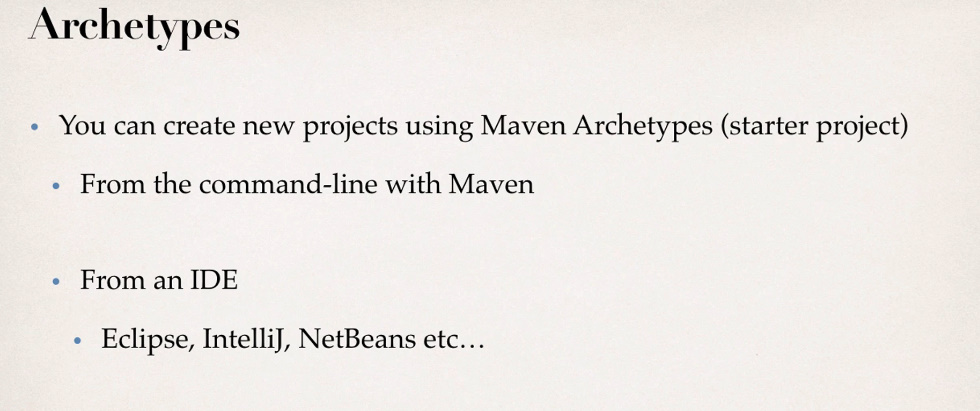 Archetypes
• You can create new projects using Maven Archetypes (starter project)
• From the command-line with Maven
• From an IDE
• Eclipse, IntelliJ, NetBeans etc…